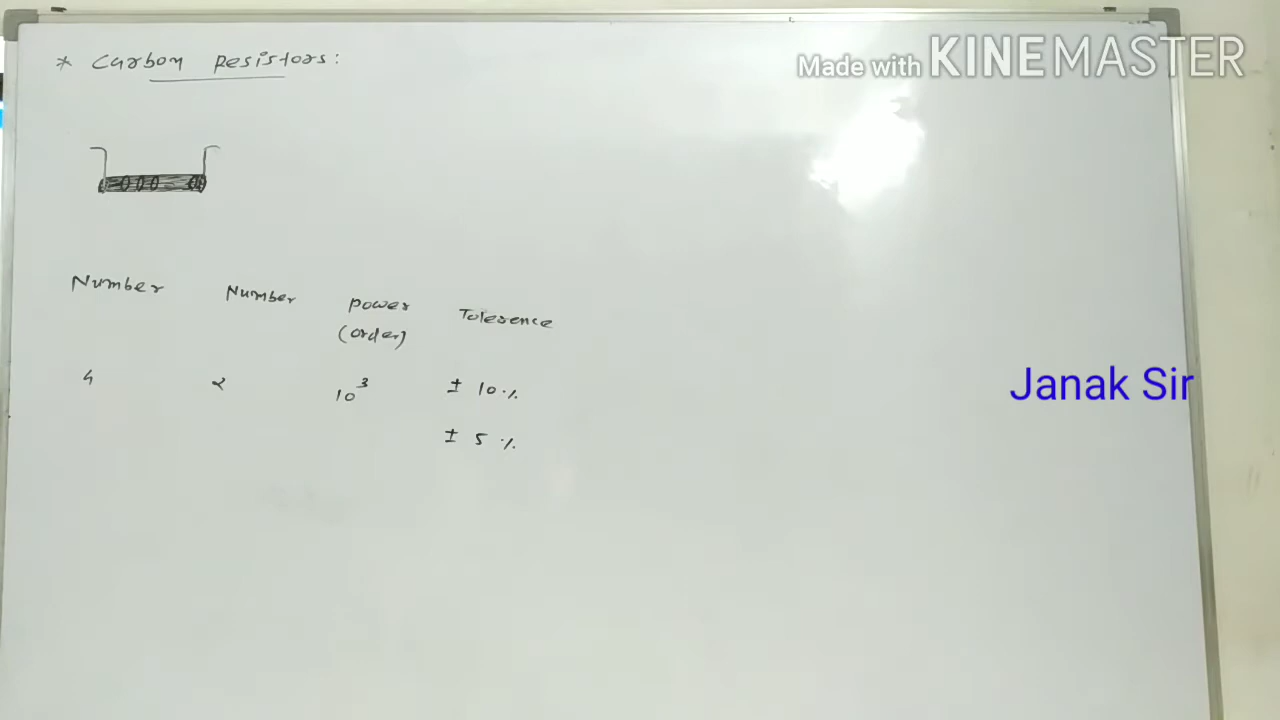 * Carbon Resistors:
Made with KINEMASTER
Number Number Power Tolerence
(order)
4 2 10³ ± 10%
± 5 %
Janak Sir